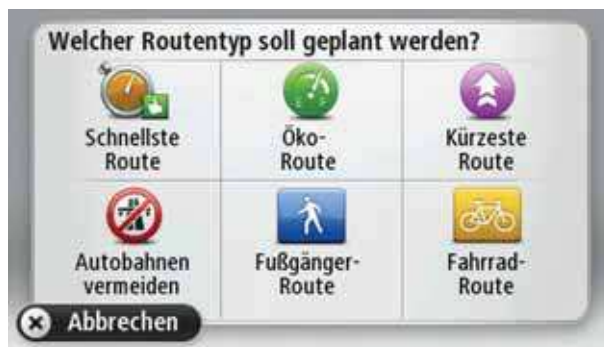 Welcher Routentyp soll geplant werden?
Schnellste
Route
Öko-
Route
Kürzeste
Route
Autobahnen
vermeiden
Fußgänger-
Route
Fahrrad-
Route
Abbrechen